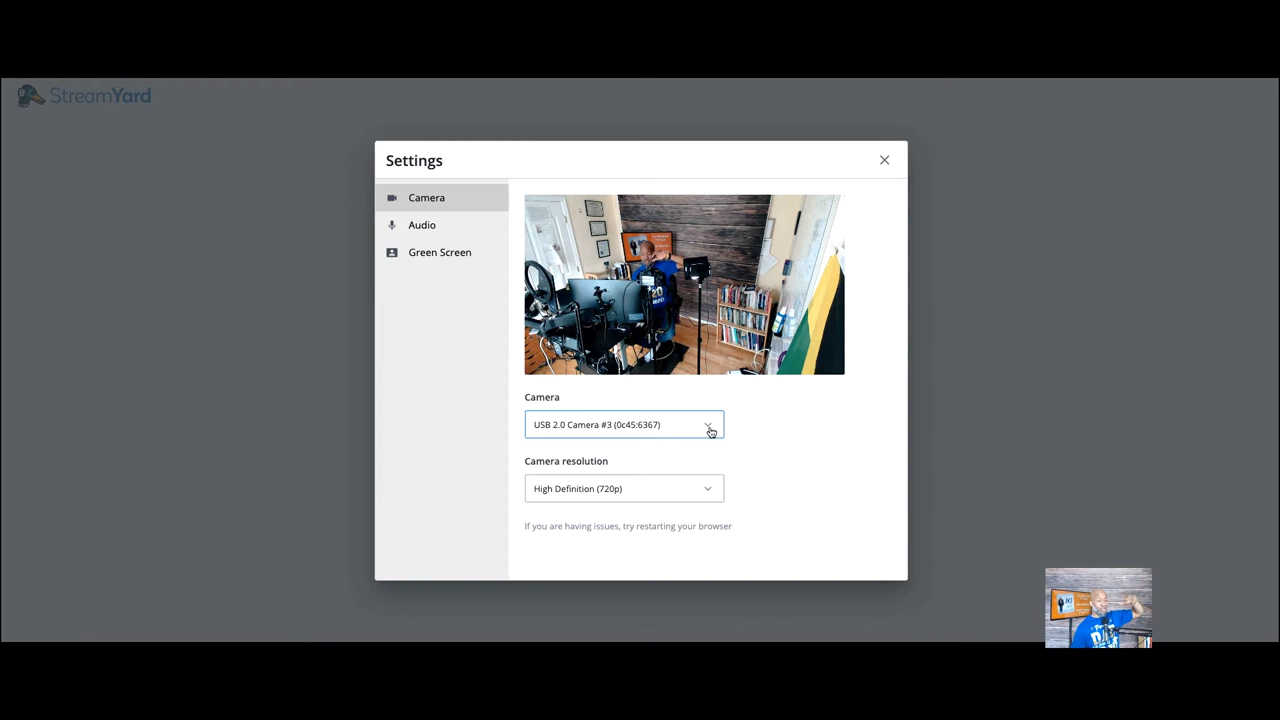 StreamYard
Settings
Camera
Audio
Green Screen
Camera
USB 2.0 Camera #3 (0c45:6367)
Camera resolution
High Definition (720p)
If you are having issues, try restarting your browser